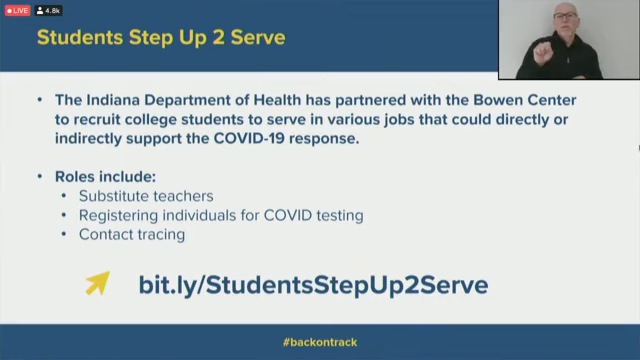 LIVE 4.8k
Students Step Up 2 Serve
• The Indiana Department of Health has partnered with the Bowen Center
to recruit college students to serve in various jobs that could directly or
indirectly support the COVID-19 response.
• Roles include:
• Substitute teachers
• Registering individuals for COVID testing
• Contact tracing
bit.ly/StudentsStepUp2Serve
#backontrack